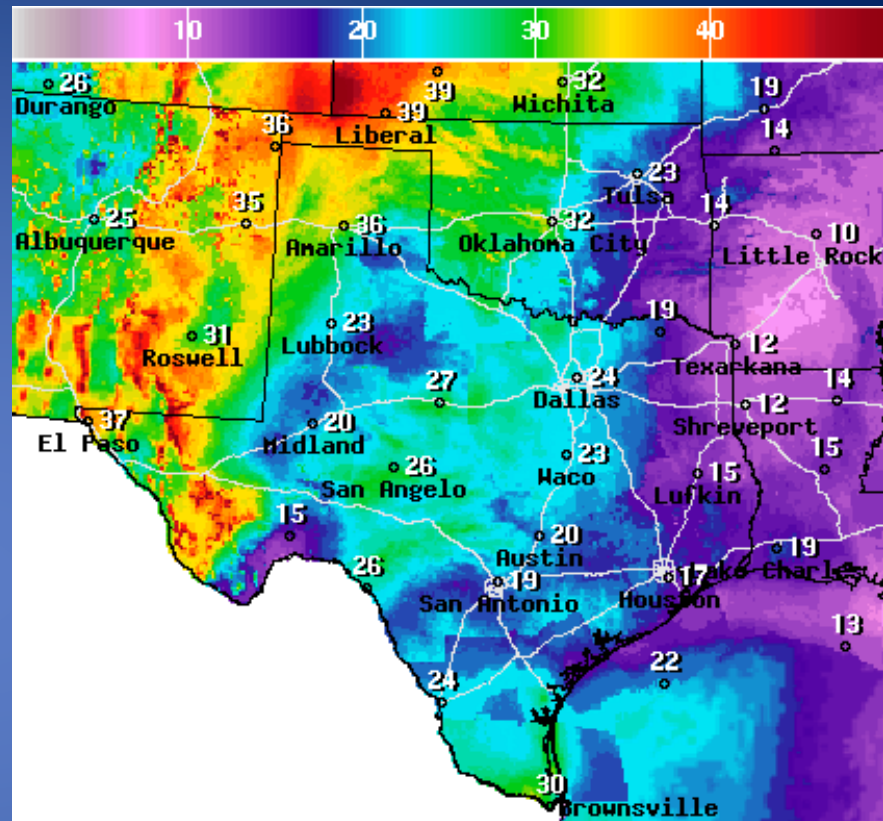 10 20 30 40
26
Durango
39
32
Wichita
19
39
Liberal
36
14
23
Tulsa
25
Albuquerque
35
36
Amarillo
32
Oklahoma City
14
10
Little Rock
31
Roswell
23
Lubbock
19
12
Texarkana
24
Dallas
27
12
Shreveport
14
37
El Paso
20
Midland
26
San Angelo
23
Waco
15
Lufkin
15
15
20
Austin
19
Lake Charles
26
19
San Antonio
17
Houston
13
24
22
30
Brownsville